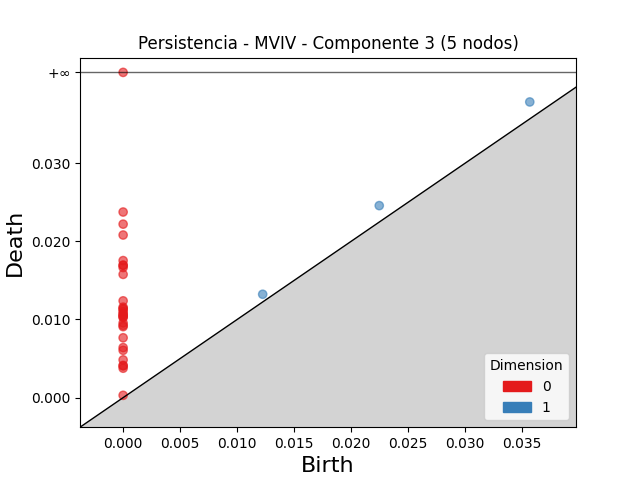 Persistencia - MVIV - Componente 3 (5 nodos)
+∞
0.030
0.020
0.010
0.000
Death
0.000 0.005 0.010 0.015 0.020 0.025 0.030 0.035
Birth
Dimension
0
1